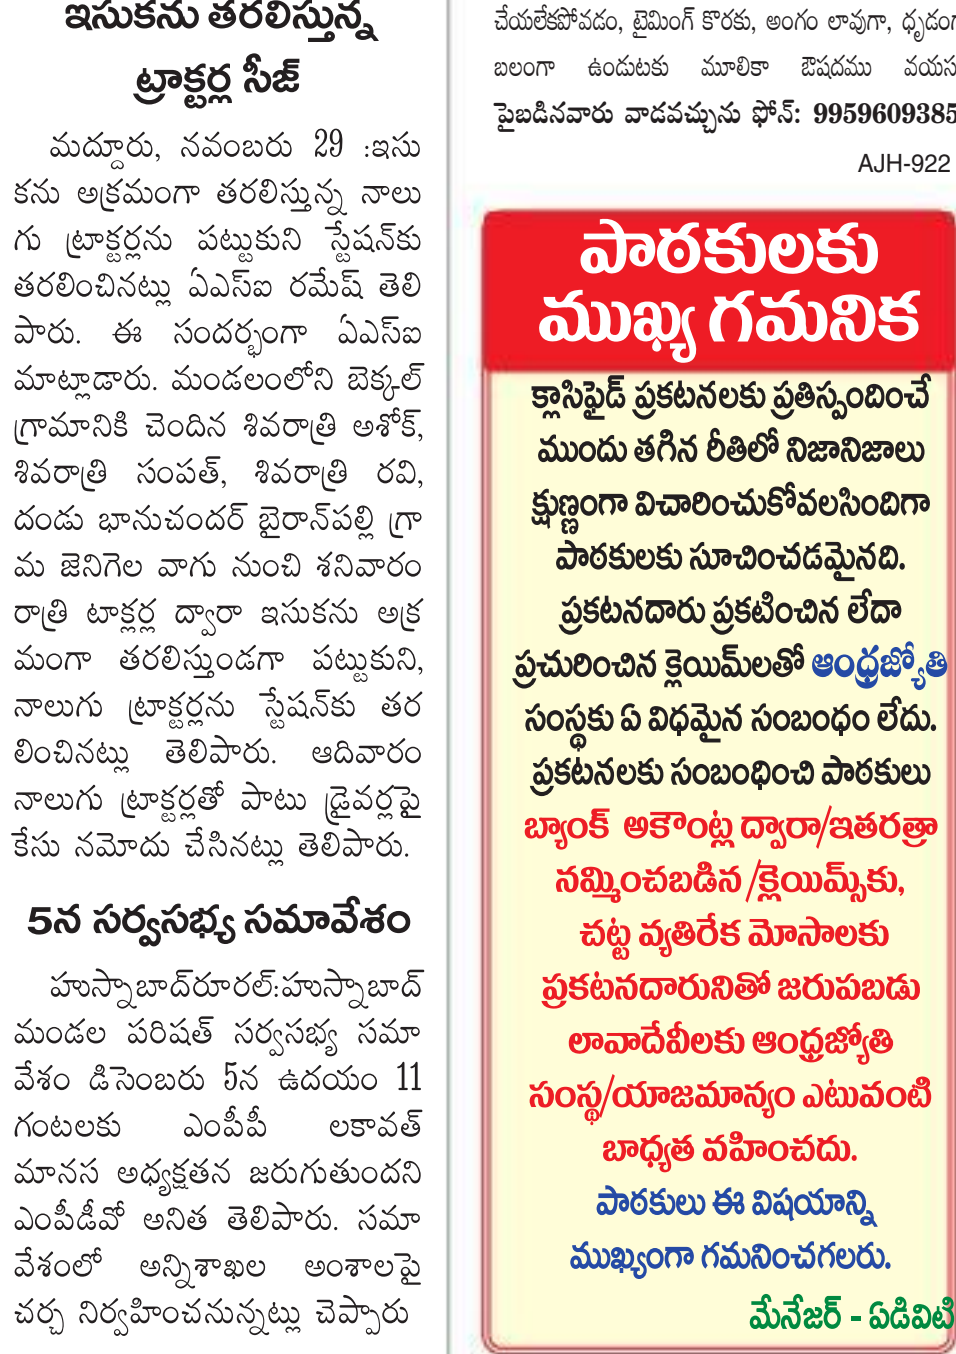 ఇసుకను తరలిస్తున్న
ట్రాక్టర్ల సీజ్
మద్దూరు, నవంబరు 29 :ఇసు
కను అక్రమంగా తరలిస్తున్న నాలు
గు ట్రాక్టర్లను పట్టుకుని స్టేషన్‌కు
తరలించినట్లు ఏఎస్ఐ రమేష్ తెలి
పారు. ఈ సందర్భంగా ఏఎస్ఐ
మాట్లాడారు. మండలంలోని బెక్కల్
గ్రామానికి చెందిన శివరాత్రి అశోక్,
శివరాత్రి సంపత్, శివరాత్రి రవి,
దండు భానుచందర్ బైరాన్‌పల్లి గ్రా
మ జెనిగెల వాగు నుంచి శనివారం
రాత్రి టాక్లర్ల ద్వారా ఇసుకను అక్ర
మంగా తరలిస్తుండగా పట్టుకుని,
నాలుగు ట్రాక్టర్లను స్టేషన్‌కు తర
లించినట్లు తెలిపారు. ఆదివారం
నాలుగు ట్రాక్టర్లతో పాటు డ్రైవర్లపై
కేసు నమోదు చేసినట్లు తెలిపారు.
5న సర్వసభ్య సమావేశం
హుస్నాబాద్‌రూరల్:హుస్నాబాద్
మండల పరిషత్ సర్వసభ్య సమా
వేశం డిసెంబరు 5న ఉదయం 11
గంటలకు ఎంపీపీ లకావత్
మానస అధ్యక్షతన జరుగుతుందని
ఎంపీడీవో అనిత తెలిపారు. సమా
వేశంలో అన్నిశాఖల అంశాలపై
చర్చ నిర్వహించనున్నట్లు చెప్పారు
చేయలేకపోవడం, టైమింగ్ కొరకు, అంగం లావుగా, ధృడంగ
బలంగా ఉండుటకు మూలికా ఔషదము వయస
పైబడినవారు వాడవచ్చును ఫోన్: 9959609385
AJH-922
పాఠకులకు
ముఖ్య గమనిక
క్లాసిఫైడ్ ప్రకటనలకు ప్రతిస్పందించే
ముందు తగిన రీతిలో నిజానిజాలు
క్షుణ్ణంగా విచారించుకోవలసిందిగా
పాఠకులకు సూచించడమైనది.
ప్రకటనదారు ప్రకటించిన లేదా
ప్రచురించిన క్లెయిమ్‌లతో ఆంధ్రజ్యోతి
సంస్థకు ఏ విధమైన సంబంధం లేదు.
ప్రకటనలకు సంబంధించి పాఠకులు
బ్యాంక్ అకౌంట్ల ద్వారా/ఇతరత్రా
నమ్మించబడిన/క్లెయిమ్స్‌కు,
చట్ట వ్యతిరేక మోసాలకు
ప్రకటనదారునితో జరుపబడు
లావాదేవీలకు ఆంధ్రజ్యోతి
సంస్థ/యాజమాన్యం ఎటువంటి
బాధ్యత వహించదు.
పాఠకులు ఈ విషయాన్ని
ముఖ్యంగా గమనించగలరు.
మేనేజర్ - ఏడివిటి